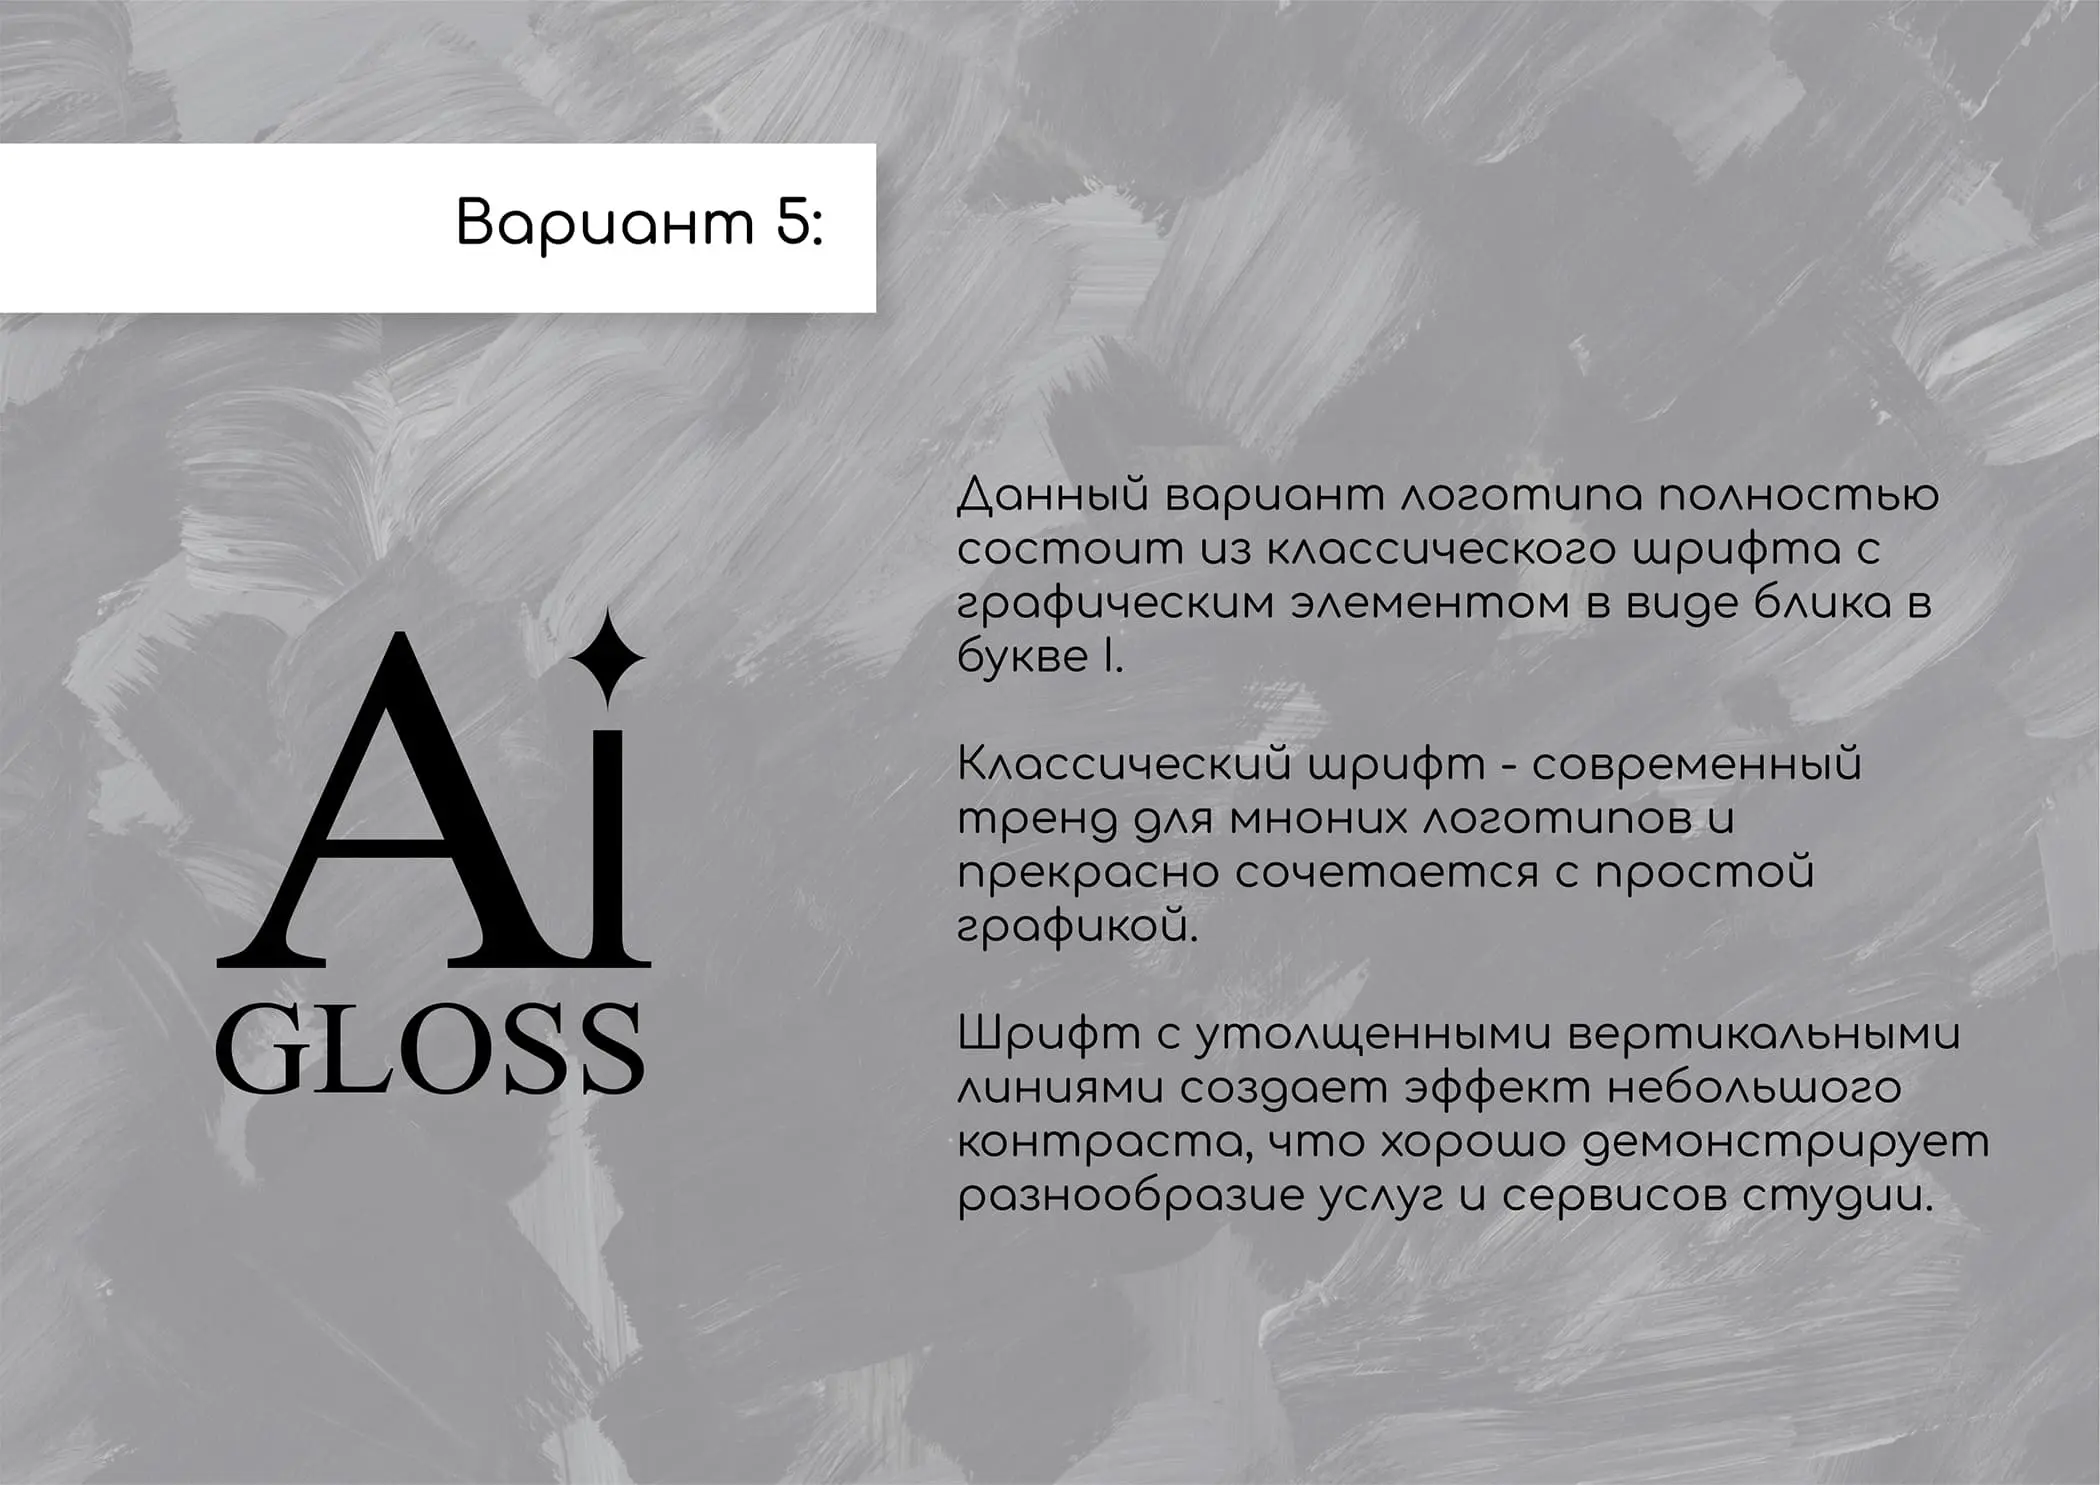 Вариант 5:
Ai
GLOSS
Данный вариант логотипа полностью
состоит из классического шрифта с
графическим элементом в виде блика в
букве I.
Классический шрифт - современный
тренд для мноних логотипов и
прекрасно сочетается с простой
графикой.
Шрифт с утолщенными вертикальными
линиями создает эффект небольшого
контраста, что хорошо демонстрирует
разнообразие услуг и сервисов студии.